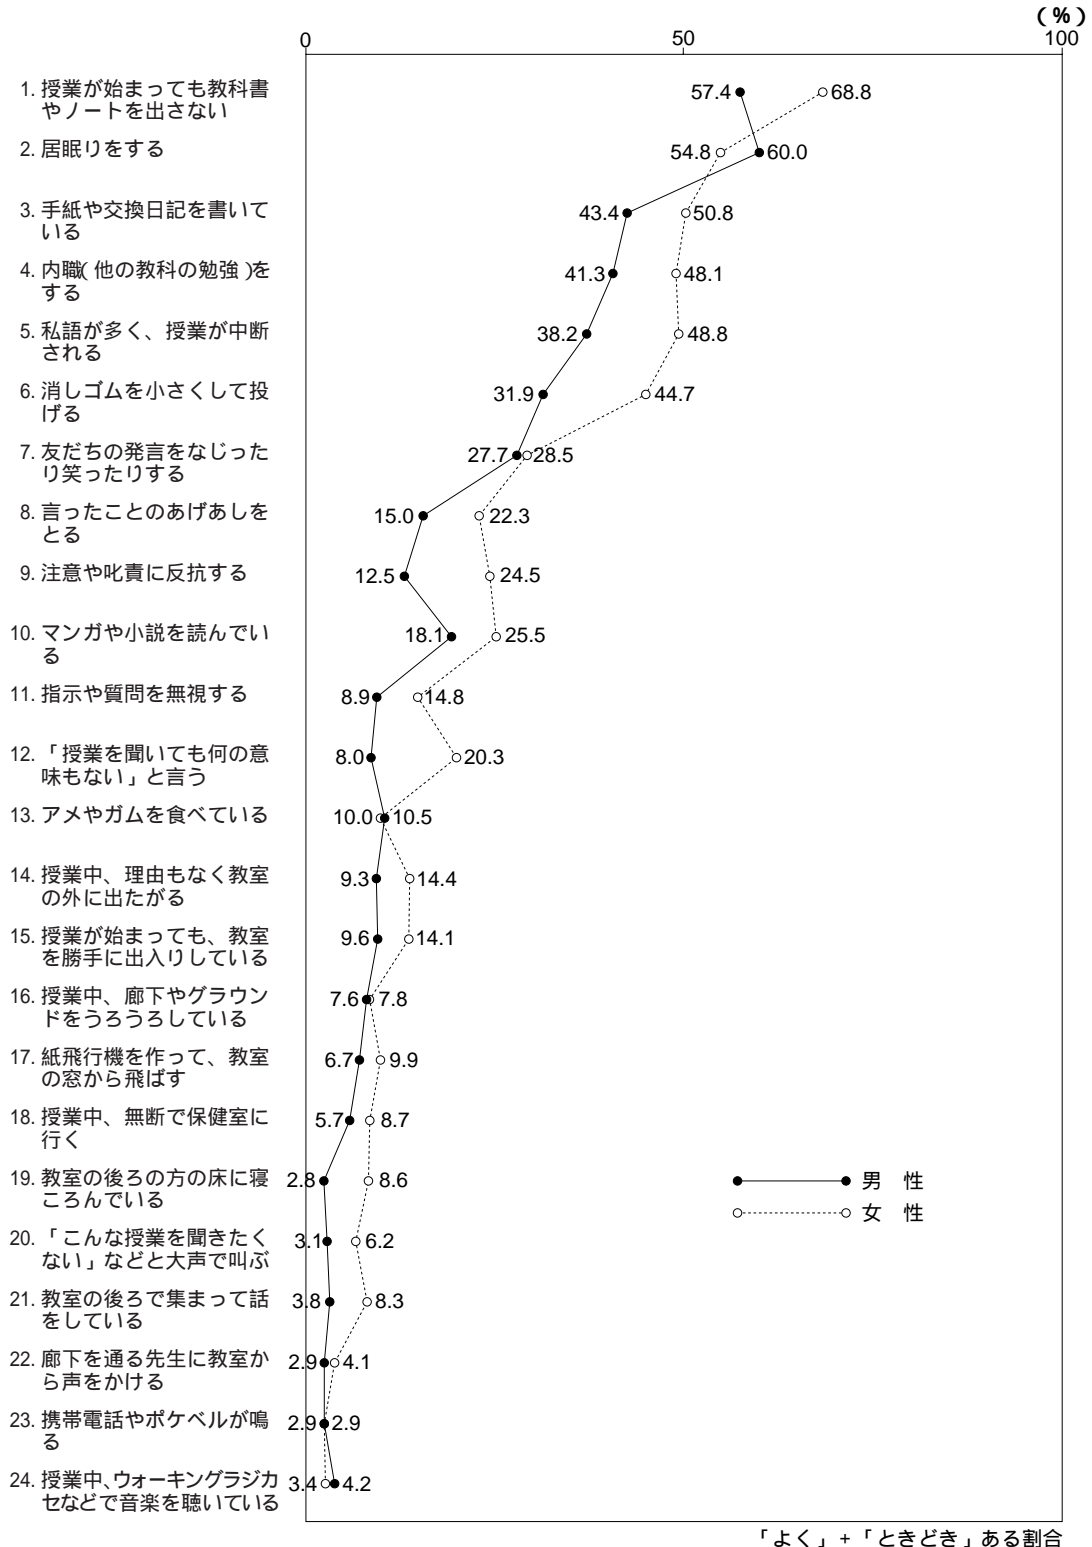 (%)
0 50 100
1. 授業が始まっても教科書
やノートを出さない
57.4 68.8
2. 居眠りをする
54.8 60.0
3. 手紙や交換日記を書いて
いる
43.4 50.8
4. 内職(他の教科の勉強)を
する
41.3 48.1
5. 私語が多く、授業が中断
される
38.2 48.8
6. 消しゴムを小さくして投
げる
31.9 44.7
7. 友だちの発言をなじった
り笑ったりする
27.7 28.5
8. 言ったことのあげあしを
とる
15.0 22.3
9. 注意や叱責に反抗する
12.5 24.5
10. マンガや小説を読んでい
る
18.1 25.5
11. 指示や質問を無視する
8.9 14.8
12. 「授業を聞いても何の意
味もない」と言う
8.0 20.3
13. アメやガムを食べている
10.0 10.5
14. 授業中、理由もなく教室
の外に出たがる
9.3 14.4
15. 授業が始まっても、教室
を勝手に出入りしている
9.6 14.1
16. 授業中、廊下やグラウン
ドをうろうろしている
7.6 7.8
17. 紙飛行機を作って、教室
の窓から飛ばす
6.7 9.9
18. 授業中、無断で保健室に
行く
5.7 8.7
19. 教室の後ろの方の床に寝
ころんでいる
2.8 8.6
20. 「こんな授業を聞きたく
ない」などと大声で叫ぶ
3.1 6.2
21. 教室の後ろで集まって話
をしている
3.8 8.3
22. 廊下を通る先生に教室か
ら声をかける
2.9 4.1
23. 携帯電話やポケベルが鳴
る
2.9 2.9
24. 授業中、ウォーキングラジカ
セなどで音楽を聴いている
3.4 4.2
男 性
女 性
「よく」+「ときどき」ある割合